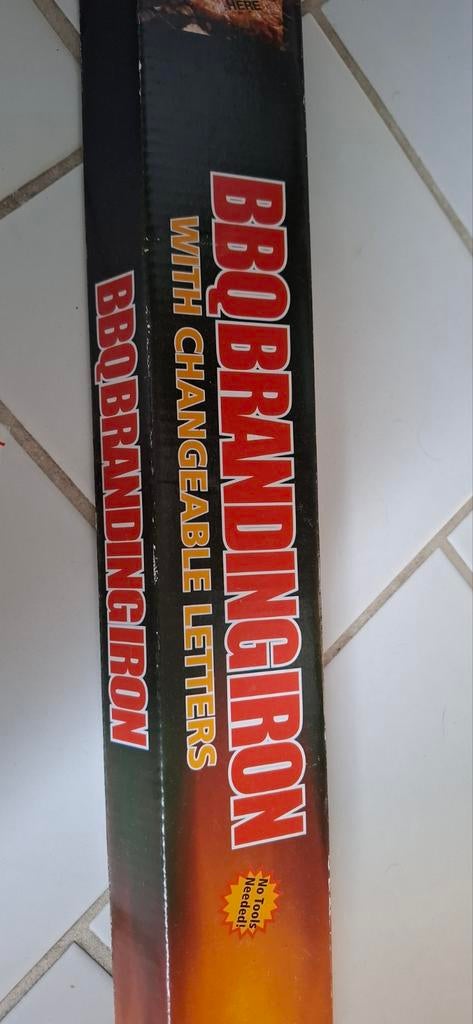 HERE
BBQ BRANDING IRON
WITH CHANGEABLE LETTERS
No Tools
Needed!
BBQ BRANDING IRON